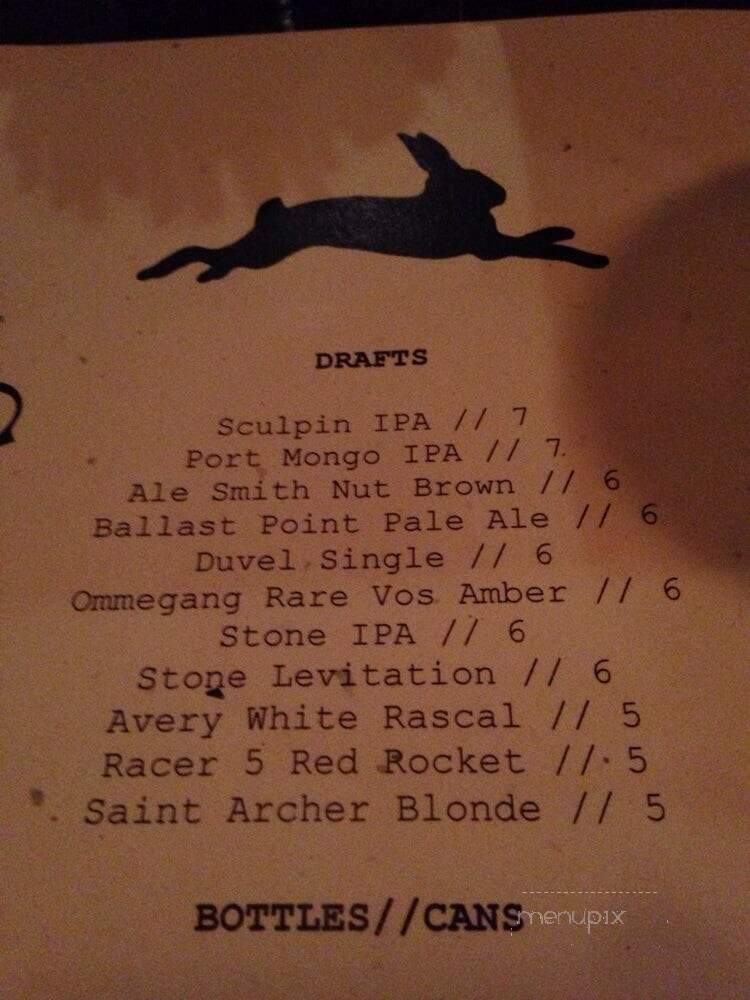 DRAFTS
Sculpin IPA // 7
Port Mongo IPA // 7
Ale Smith Nut Brown // 6
Ballast Point Pale Ale // 6
Duvel Single // 6
Ommegang Rare Vos Amber // 6
Stone IPA // 6
Stone Levitation // 6
Avery White Rascal // 5
Racer 5 Red Rocket // 5
Saint Archer Blonde // 5
BOTTLES//CANS
menupix